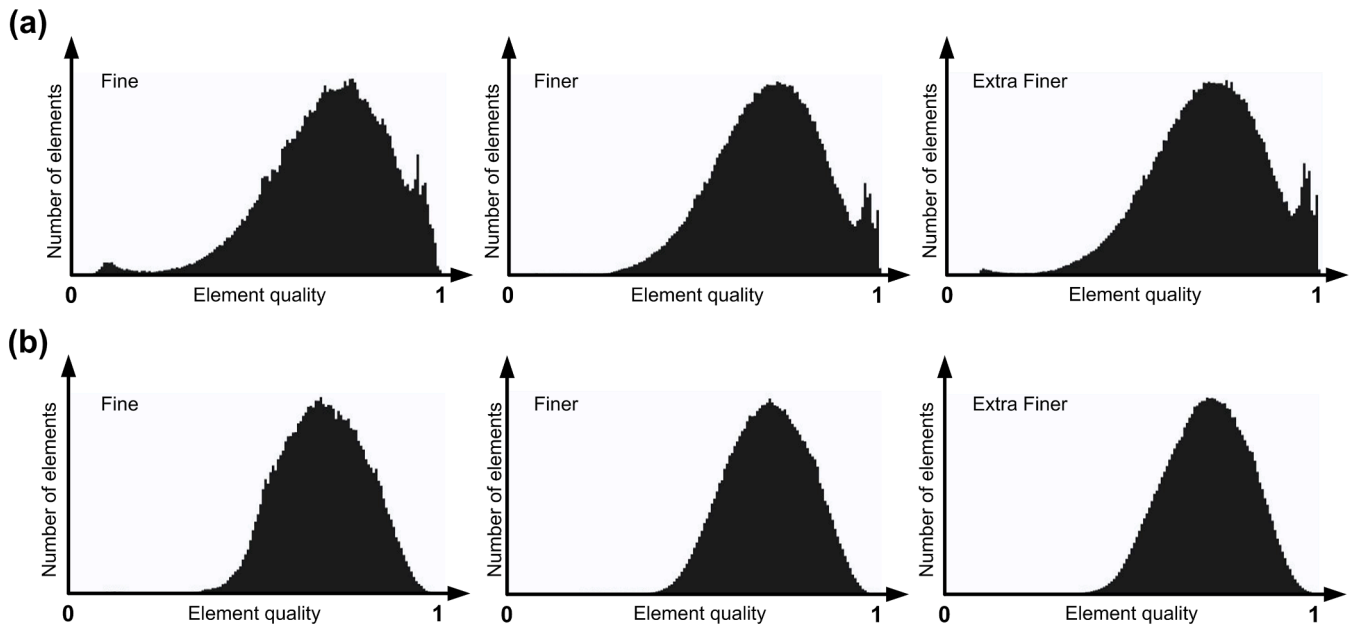 (a)
Fine
Number of elements
0
Element quality
1
Finer
Number of elements
0
Element quality
1
Extra Finer
Number of elements
0
Element quality
1
(b)
Fine
Number of elements
0
Element quality
1
Finer
Number of elements
0
Element quality
1
Extra Finer
Number of elements
0
Element quality
1